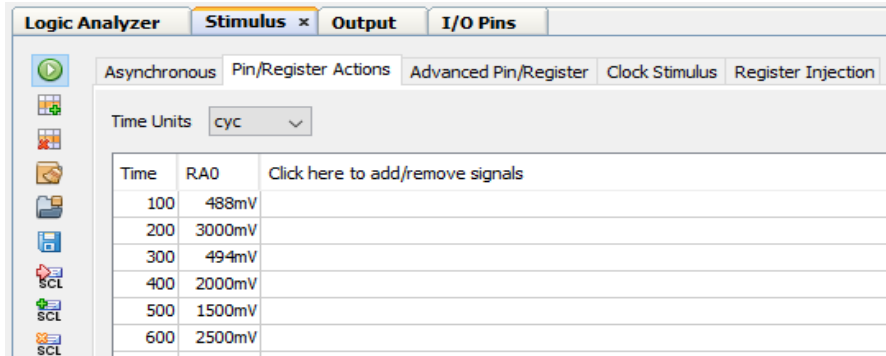 Logic Analyzer Stimulus × Output I/O Pins
Asynchronous Pin/Register Actions Advanced Pin/Register Clock Stimulus Register Injection
Time Units cyc
Time RA0 Click here to add/remove signals
100 488mV
200 3000mV
300 494mV
400 2000mV
500 1500mV
600 2500mV
SCL
SCL
SCL